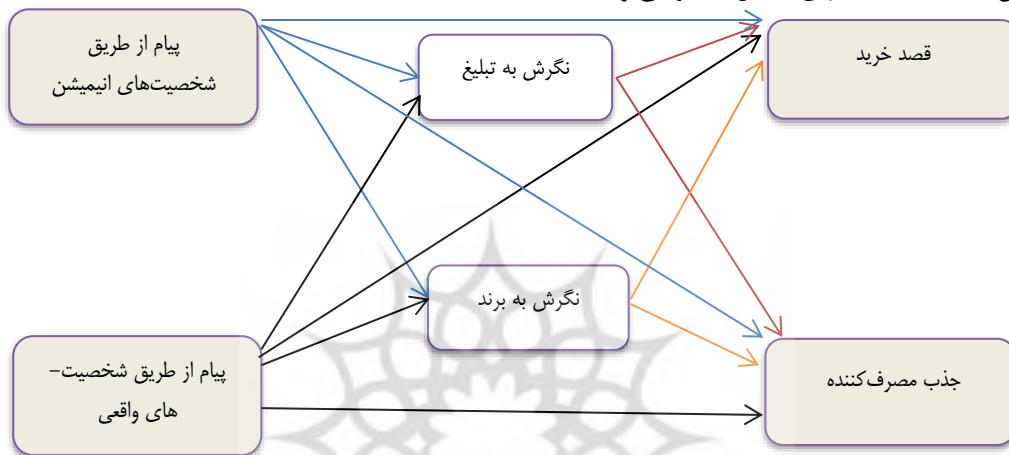 پیام از طریق
شخصیت‌های انیمیشن
نگرش به تبلیغ
قصد خرید
نگرش به برند
پیام از طریق شخصیت-
های واقعی
جذب مصرف‌کننده